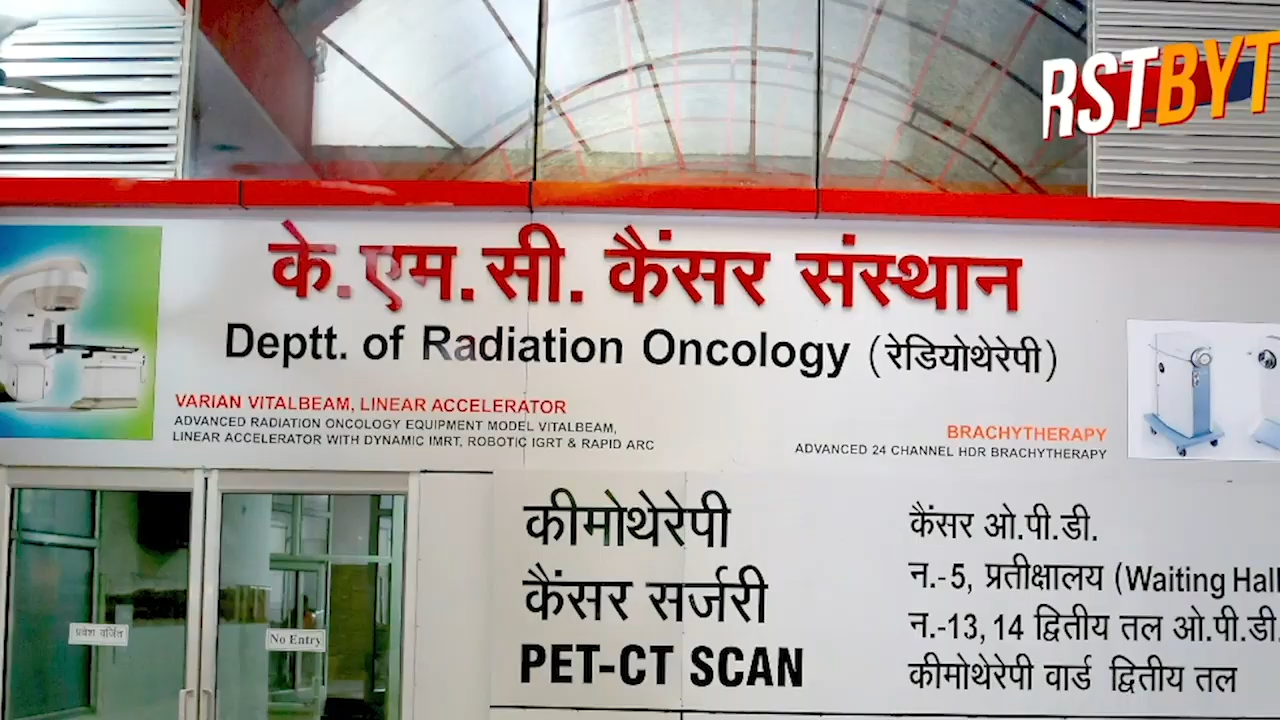 RSTBYT
के.एम.सी. कैंसर संस्थान
Deptt. of Radiation Oncology (रेडियोथेरेपी)
VARIAN VITALBEAM, LINEAR ACCELERATOR
ADVANCED RADIATION ONCOLOGY EQUIPMENT MODEL VITALBEAM,
LINEAR ACCELERATOR WITH DYNAMIC IMRT, ROBOTIC IGRT & RAPID ARC
BRACHYTHERAPY
ADVANCED 24 CHANNEL HDR BRACHYTHERAPY
कीमोथेरेपी
कैंसर सर्जरी
PET-CT SCAN
कैंसर ओ.पी.डी.
न.-5, प्रतीक्षालय (Waiting Hall
न.-13, 14 द्वितीय तल ओ.पी.डी.
कीमोथेरेपी वार्ड द्वितीय तल
प्रवेश वर्जित
No Entry